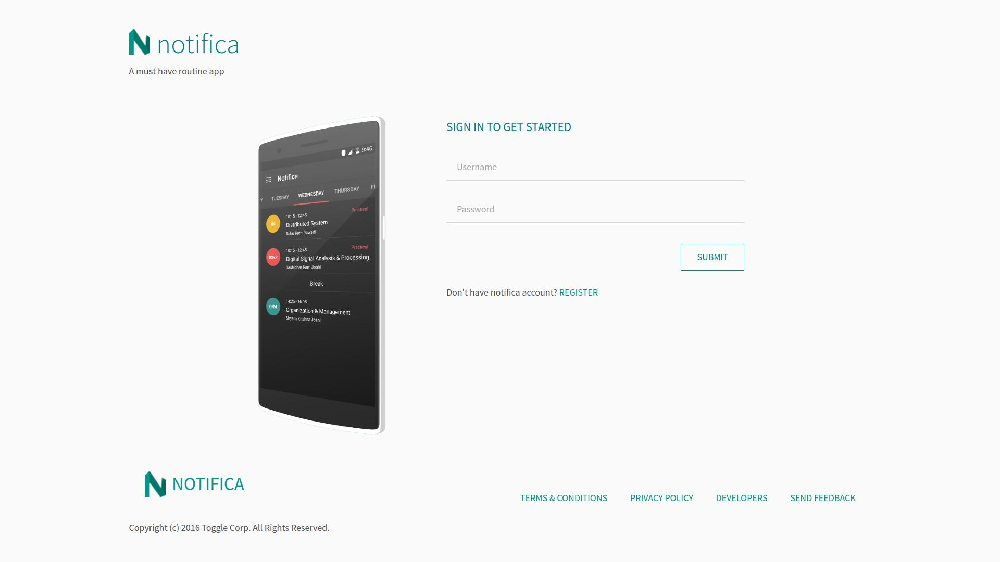 notifica
A must have routine app
9:45
Notifica
Y TUESDAY WEDNESDAY THURSDAY FI
Practical
10:15 - 12:45
DS
Distributed System
Babu Ram Dawadi
Practical
10:15 - 12:45
DSAP
Digital Signal Analysis & Processing
Sashidhar Ram Joshi
Break
14:25 - 16:05
ONM
Organization & Management
Shyam Krishna Joshi
SIGN IN TO GET STARTED
Username
Password
SUBMIT
Don't have notifica account? REGISTER
NOTIFICA
TERMS & CONDITIONS PRIVACY POLICY DEVELOPERS SEND FEEDBACK
Copyright (c) 2016 Toggle Corp. All Rights Reserved.